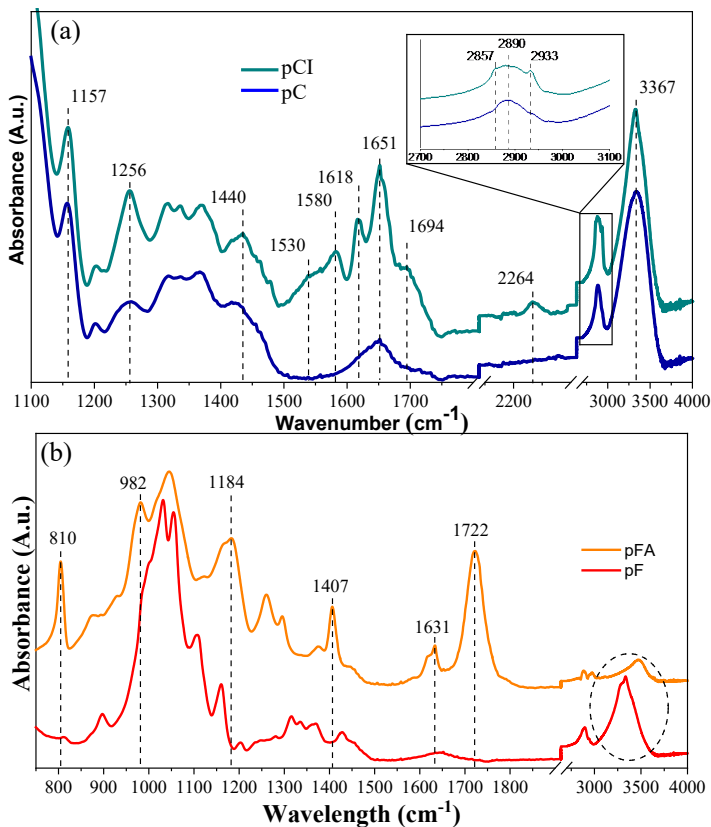 (a)
pCI
pC
1157
1256
1440
1530
1580
1618
1651
1694
2264
3367
2857
2890
2933
2700 2800 2900 3000 3100
Absorbance (A.u.)
1100 1200 1300 1400 1500 1600 1700 2200 3000 4000
Wavenumber (cm-1)
(b)
810
982
1184
1407
1631
1722
pFA
pF
Absorbance (A.u.)
800 900 1000 1100 1200 1300 1400 1500 1600 1700 1800 3000 4000
Wavelength (cm-1)